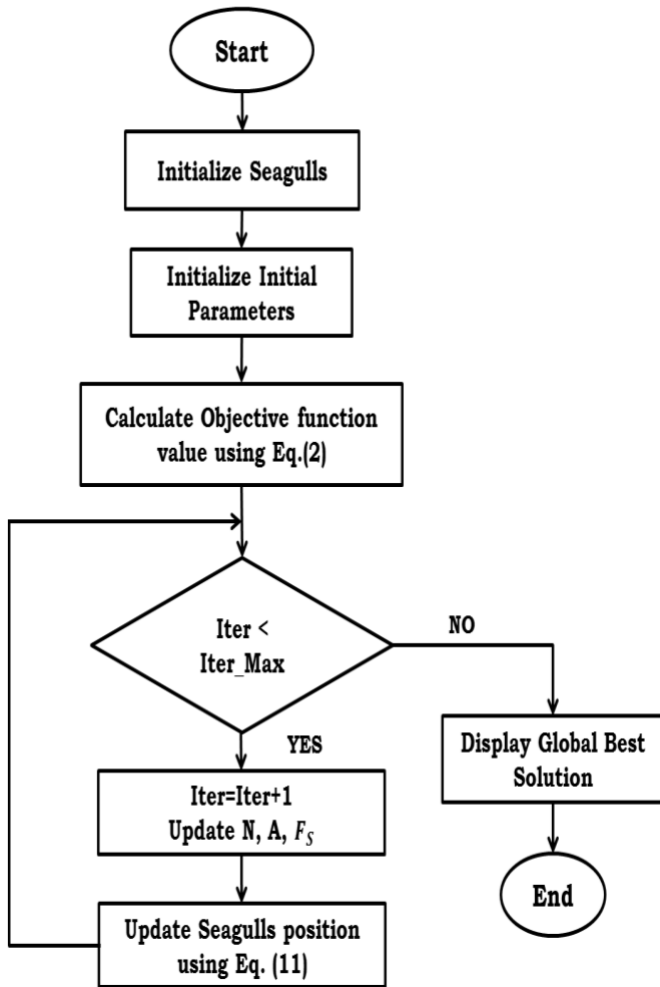 Start
Initialize Seagulls
Initialize Initial
Parameters
Calculate Objective function
value using Eq.(2)
Iter <
Iter_Max
NO
YES
Iter=Iter+1
Update N, A, F_S
Update Seagulls position
using Eq. (11)
Display Global Best
Solution
End